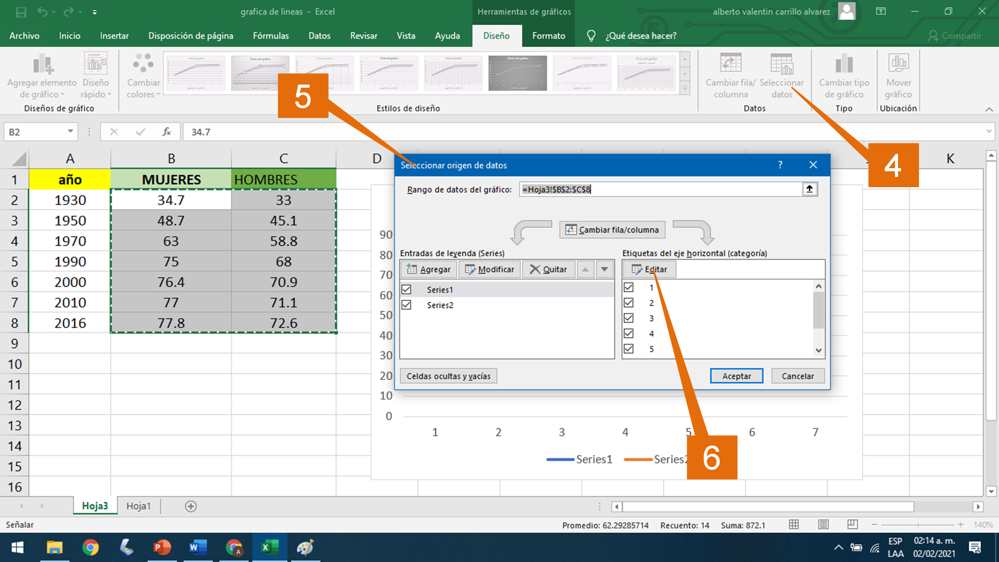 grafica de lineas - Excel
Herramientas de gráficos
alberto valentin carrillo alvarez
Archivo Inicio Insertar Disposición de página Fórmulas Datos Revisar Vista Ayuda Diseño Formato ¿Qué desea hacer? Compartir
Agregar elemento de gráfico
Diseño rápido
Cambiar colores
Cambiar fila/ columna
Seleccionar datos
Cambiar tipo de gráfico
Mover gráfico
Diseños de gráfico
Estilos de diseño
Datos
Tipo
Ubicación
5
4
B2
fx
34.7
A B C D K
1 año MUJERES HOMBRES
2 1930 34.7 33
3 1950 48.7 45.1
4 1970 63 58.8
5 1990 75 68
6 2000 76.4 70.9
7 2010 77 71.1
8 2016 77.8 72.6
9
10
11
12
13
14
15
16
Seleccionar origen de datos
?
Rango de datos del gráfico: =Hoja3!$B$2:$C$8
Cambiar fila/columna
Entradas de leyenda (Series)
Etiquetas del eje horizontal (categoría)
Agregar Modificar Quitar
Editar
Series1
Series2
1
2
3
4
5
Celdas ocultas y vacías
Aceptar
Cancelar
90
80
70
60
50
40
30
20
10
0
1 2 3 4 5 6 7
Series1 Series2
6
Hoja3 Hoja1
Señalar
Promedio: 62.29285714 Recuento: 14 Suma: 872.1
140%
ESP
LAA
02:14 a. m.
02/02/2021